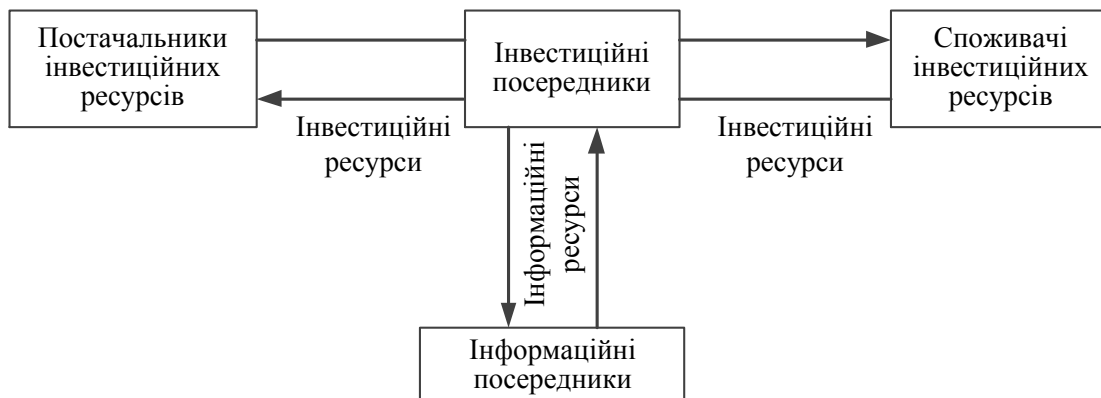 Постачальники
інвестиційних
ресурсів
Інвестиційні
посередники
Споживачі
інвестиційних
ресурсів
Інвестиційні
ресурси
Інвестиційні
ресурси
Інформаційні
ресурси
Інформаційні
посередники